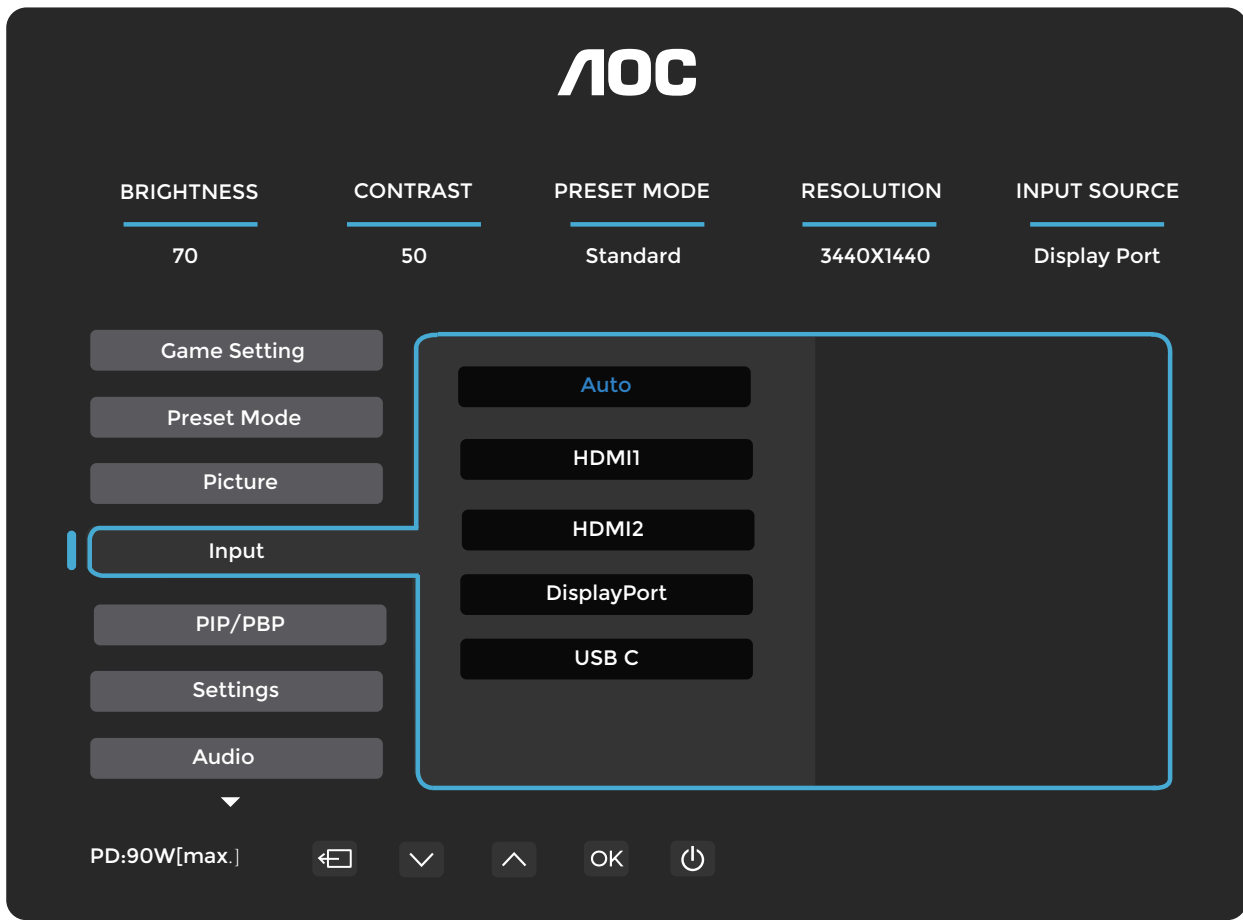 AOC
BRIGHTNESS CONTRAST PRESET MODE RESOLUTION INPUT SOURCE
70 50 Standard 3440X1440 Display Port
Game Setting
Preset Mode
Picture
Input
PIP/PBP
Settings
Audio
Auto
HDMI1
HDMI2
DisplayPort
USB C
PD:90W[max.]
OK